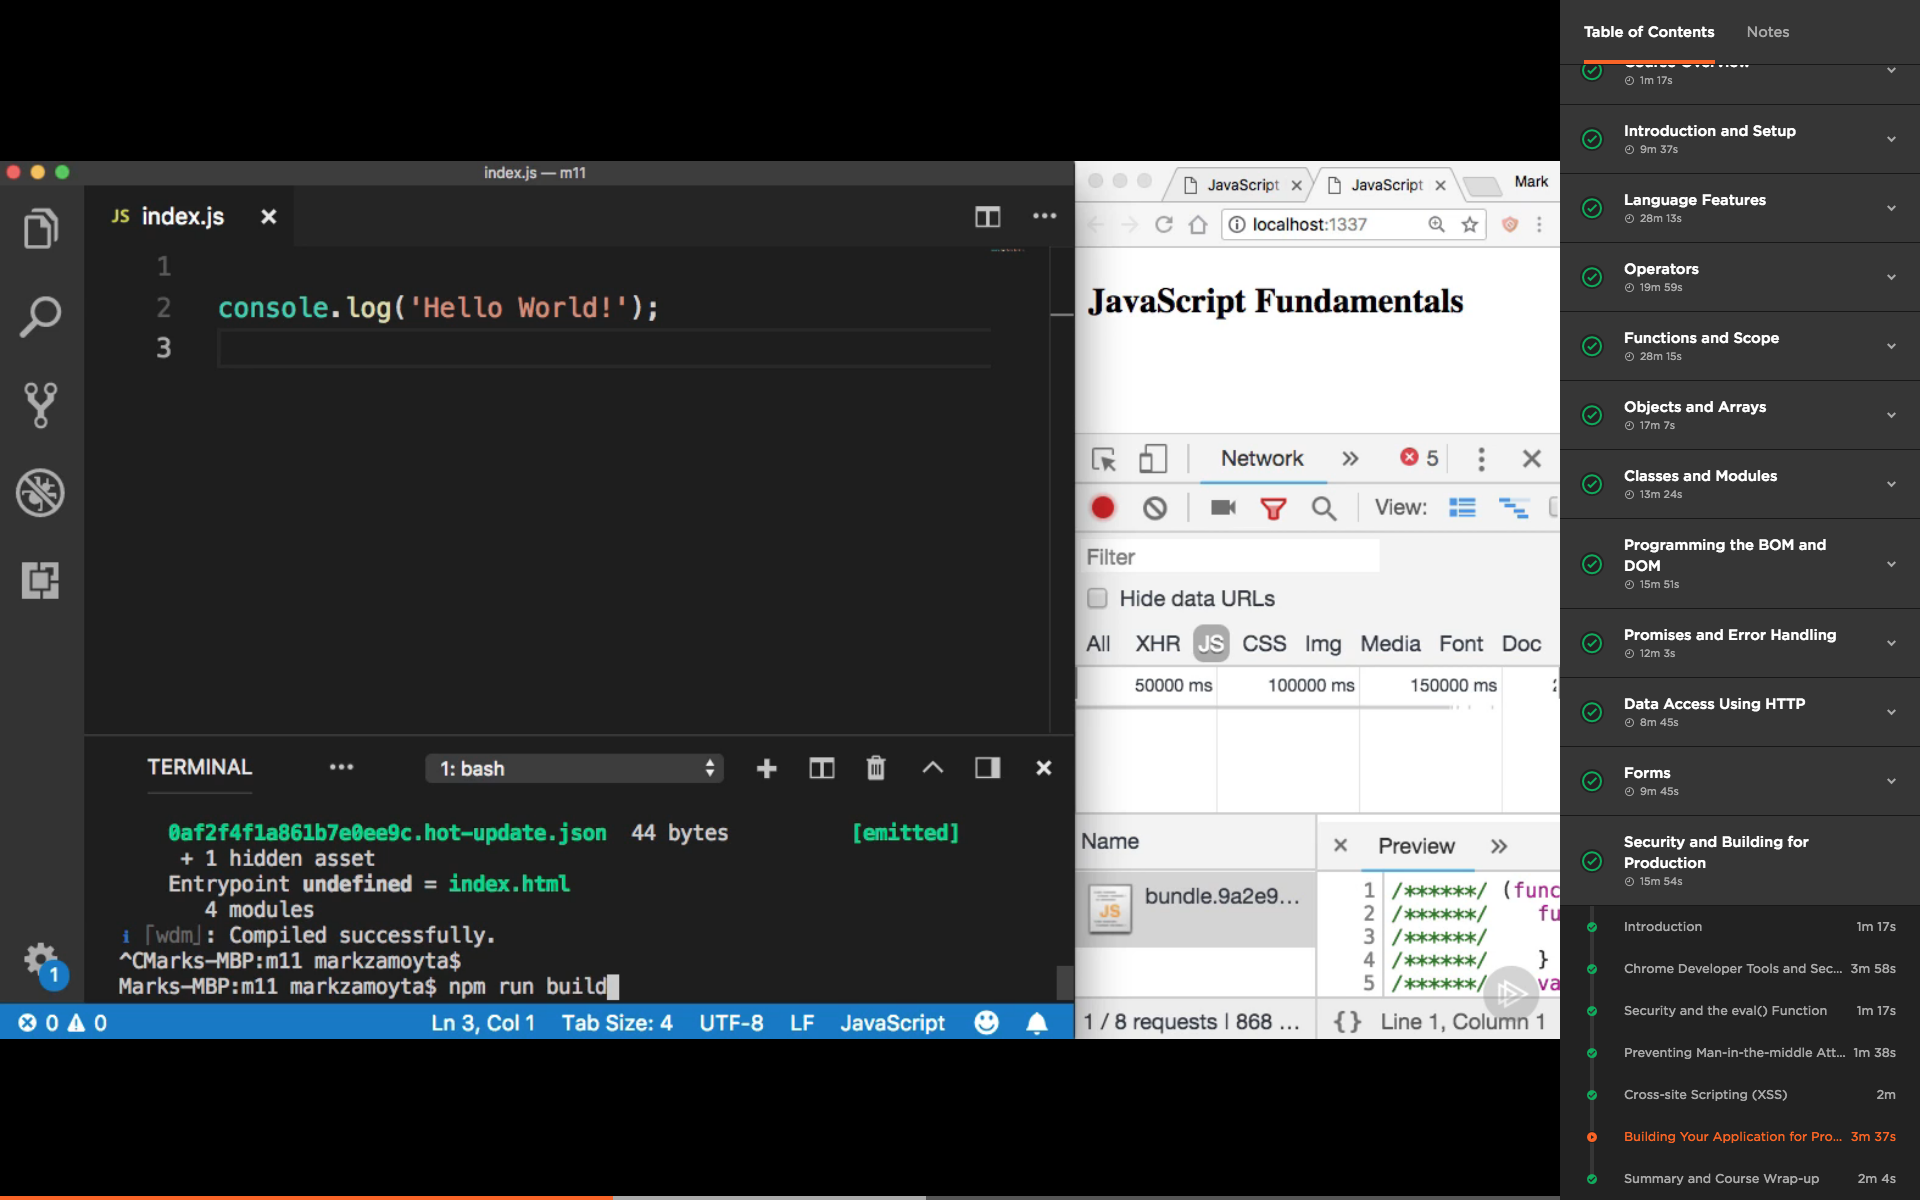 index.js — m11
JS index.js
1
2 console.log('Hello World!');
3
TERMINAL
1: bash
0af2f4f1a861b7e0ee9c.hot-update.json 44 bytes [emitted]
+ 1 hidden asset
Entrypoint undefined = index.html
4 modules
i ｢wdm｣: Compiled successfully.
^CMarks-MBP:m11 markzamoyta$
Marks-MBP:m11 markzamoyta$ npm run build
1
0 0
Ln 3, Col 1 Tab Size: 4 UTF-8 LF JavaScript
JavaScript JavaScript Mark
localhost:1337
JavaScript Fundamentals
Network 5
View:
Filter
Hide data URLs
All XHR JS CSS Img Media Font Doc
50000 ms 100000 ms 150000 ms
Name
Preview
JS bundle.9a2e9...
1 /******/ (func
2 /******/ fu
3 /******/
4 /******/ }
5 /******/ va
1 / 8 requests | 868 ...
{} Line 1, Column 1
Table of Contents Notes
Course Overview
1m 17s
Introduction and Setup
9m 37s
Language Features
28m 13s
Operators
19m 59s
Functions and Scope
28m 15s
Objects and Arrays
17m 7s
Classes and Modules
13m 24s
Programming the BOM and
DOM
15m 51s
Promises and Error Handling
12m 3s
Data Access Using HTTP
8m 45s
Forms
9m 45s
Security and Building for
Production
15m 54s
Introduction 1m 17s
Chrome Developer Tools and Sec... 3m 58s
Security and the eval() Function 1m 17s
Preventing Man-in-the-middle Att... 1m 38s
Cross-site Scripting (XSS) 2m
Building Your Application for Pro... 3m 37s
Summary and Course Wrap-up 2m 4s